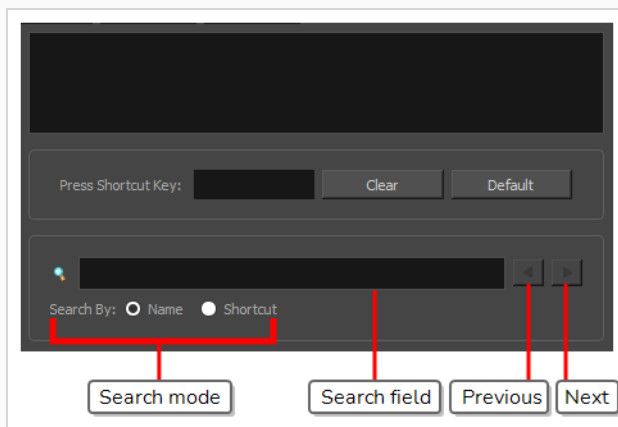 Press Shortcut Key: Clear Default
Search By: Name Shortcut
Search mode Search field Previous Next